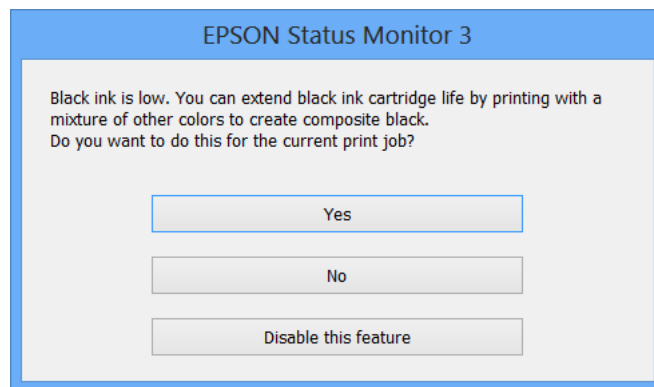 EPSON Status Monitor 3
Black ink is low. You can extend black ink cartridge life by printing with a
mixture of other colors to create composite black.
Do you want to do this for the current print job?
Yes
No
Disable this feature